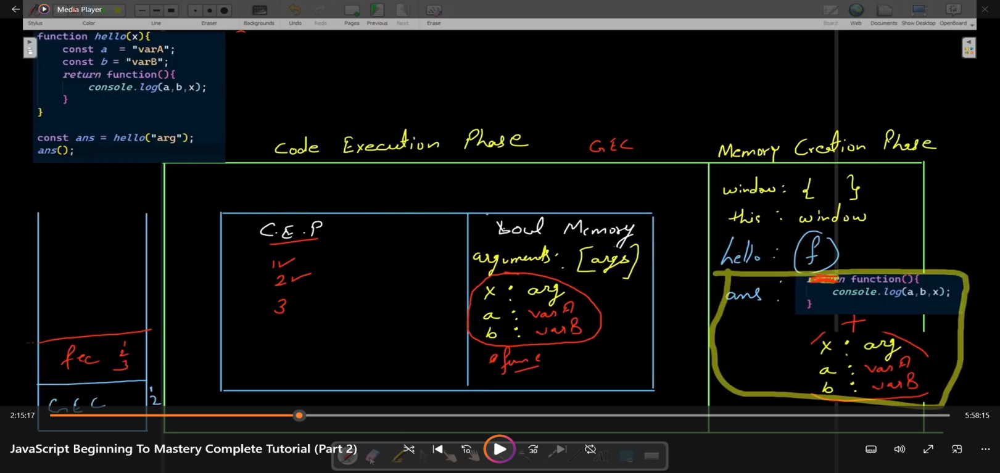 Media Player
Stylus Color Line Eraser Backgrounds Undo Redo Pages Previous Next Erase Board Web Documents Show Desktop OpenBoard
function hello(x){
const a = "varA";
const b = "varB";
return function(){
console.log(a,b,x);
}
}
const ans = hello("arg");
ans();
Code Execution Phase
GEC
Memory Creation Phase
window : { }
this : window
hello : f
ans :
function(){
console.log(a,b,x);
}
+
x : arg
a : varA
b : varB
C.E.P
1
2
3
Memory
arguments : [args]
x : arg
a : varA
b : varB
func
fec 1
2
3
GEC 1
2
2:15:17
5:58:15
JavaScript Beginning To Mastery Complete Tutorial (Part 2)
10
30